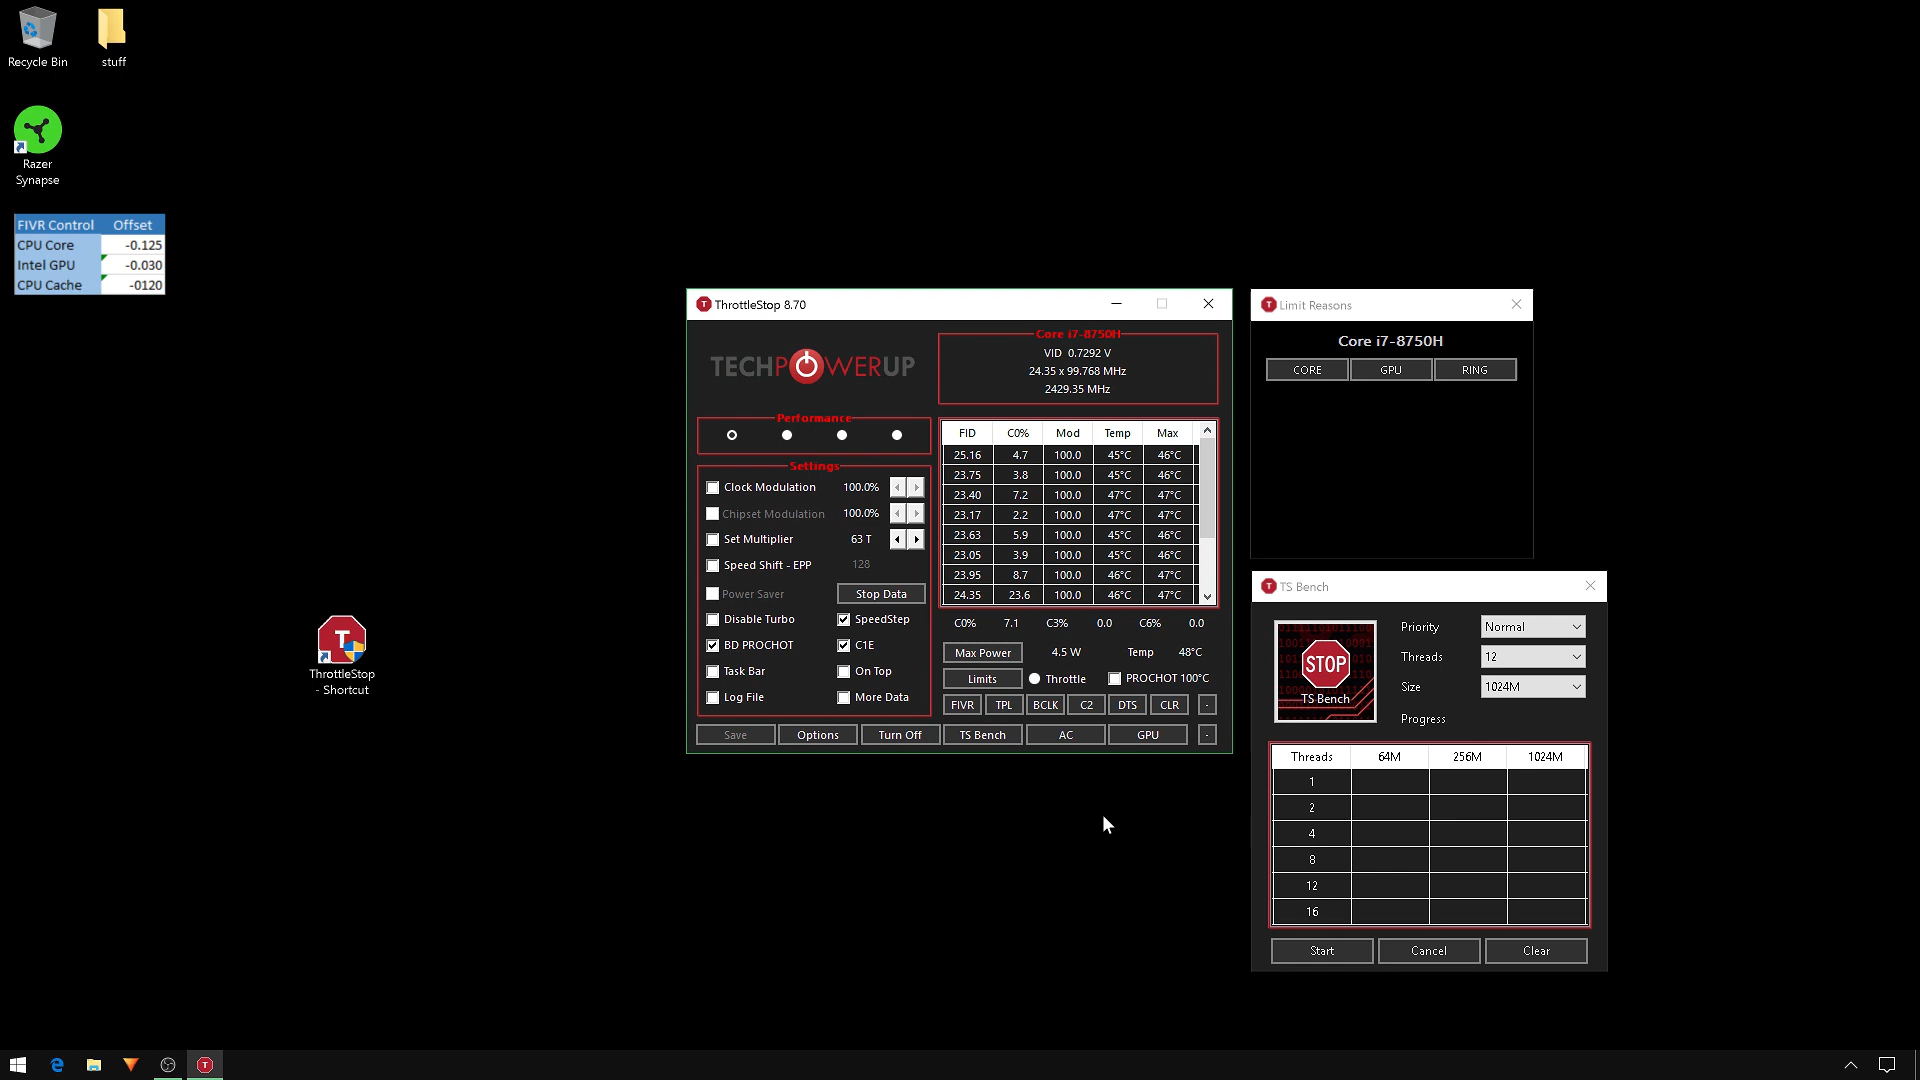 Recycle Bin
stuff
Razer
Synapse
FIVR Control Offset
CPU Core -0.125
Intel GPU -0.030
CPU Cache -0120
ThrottleStop
- Shortcut
ThrottleStop 8.70
TECHPOWERUP
Core i7-8750H
VID 0.7292 V
24.35 x 99.768 MHz
2429.35 MHz
Performance
Settings
Clock Modulation 100.0%
Chipset Modulation 100.0%
Set Multiplier 63 T
Speed Shift - EPP 128
Power Saver Stop Data
Disable Turbo SpeedStep
BD PROCHOT C1E
Task Bar On Top
Log File More Data
FID C0% Mod Temp Max
25.16 4.7 100.0 45°C 46°C
23.75 3.8 100.0 45°C 46°C
23.40 7.2 100.0 47°C 47°C
23.17 2.2 100.0 47°C 47°C
23.63 5.9 100.0 45°C 46°C
23.05 3.9 100.0 45°C 46°C
23.95 8.7 100.0 46°C 47°C
24.35 23.6 100.0 46°C 47°C
C0% 7.1 C3% 0.0 C6% 0.0
Max Power 4.5 W Temp 48°C
Limits Throttle PROCHOT 100°C
FIVR TPL BCLK C2 DTS CLR -
Save Options Turn Off TS Bench AC GPU -
Limit Reasons
Core i7-8750H
CORE GPU RING
TS Bench
STOP
TS Bench
Priority Normal
Threads 12
Size 1024M
Progress
Threads 64M 256M 1024M
1
2
4
8
12
16
Start Cancel Clear